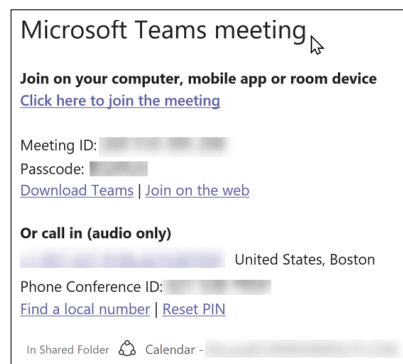 Microsoft Teams meeting
Join on your computer, mobile app or room device
Click here to join the meeting
Meeting ID:
Passcode:
Download Teams | Join on the web
Or call in (audio only)
United States, Boston
Phone Conference ID:
Find a local number | Reset PIN
In Shared Folder Calendar -